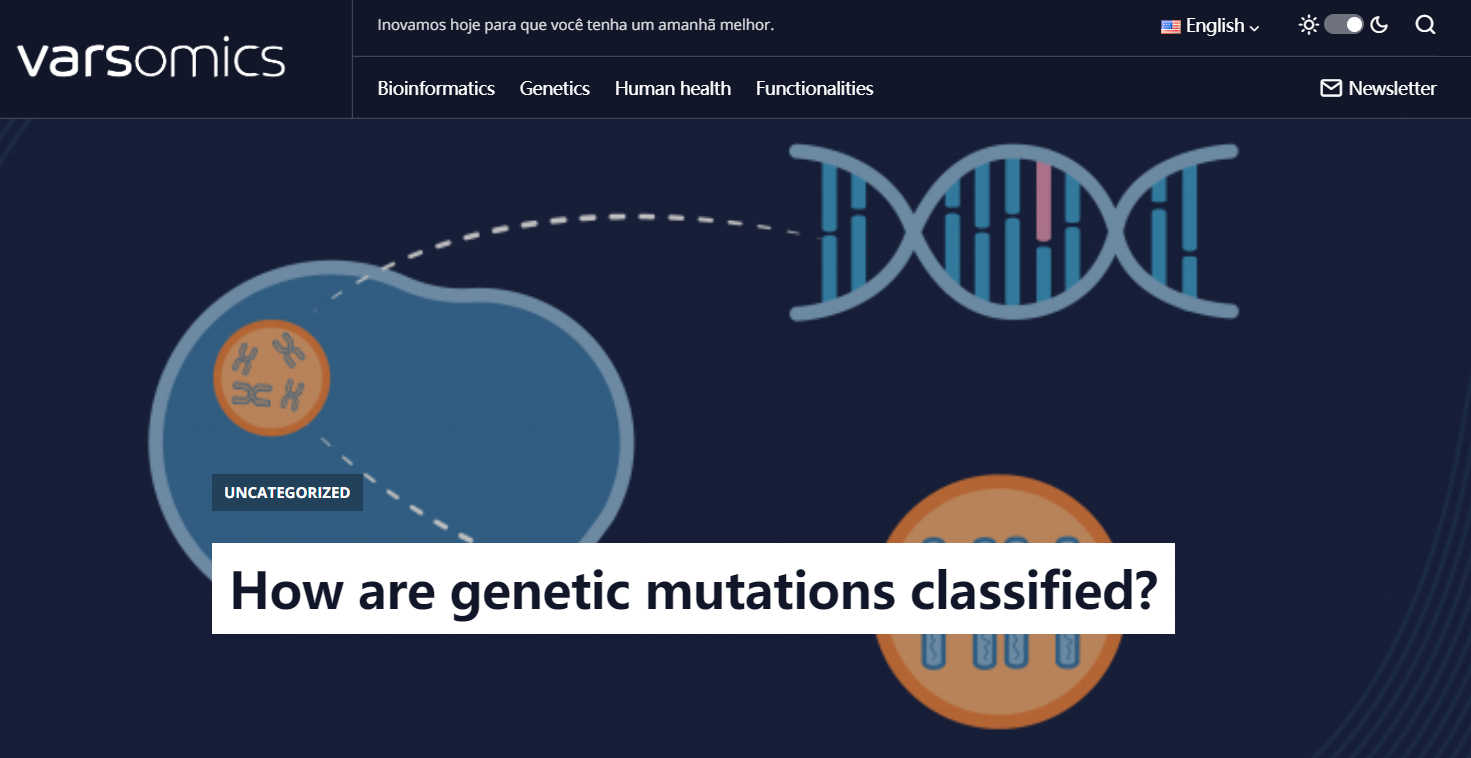 varsomics
Inovamos hoje para que você tenha um amanhã melhor.
English
Bioinformatics Genetics Human health Functionalities
Newsletter
UNCATEGORIZED
How are genetic mutations classified?